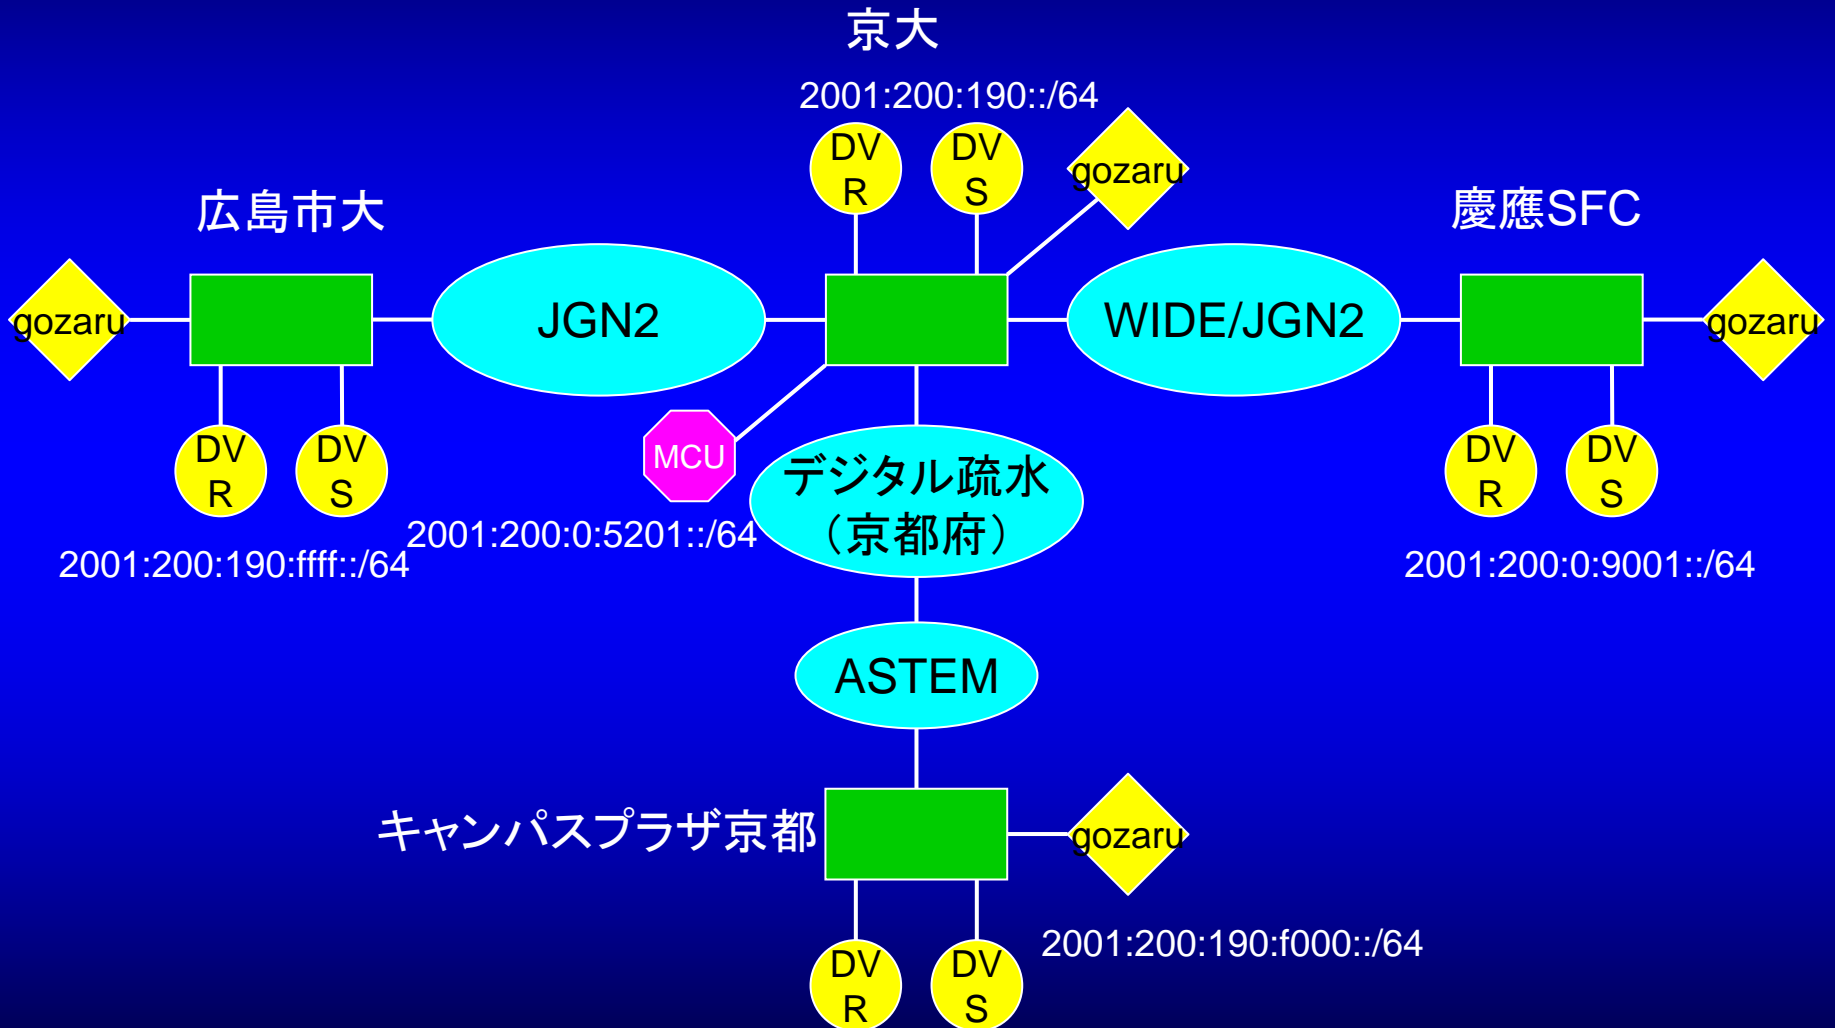 京大
2001:200:190::/64
DV
R
DV
S
gozaru
広島市大
慶應SFC
gozaru
JGN2
WIDE/JGN2
gozaru
DV
R
DV
S
MCU
デジタル疏水
（京都府）
DV
R
DV
S
2001:200:190:ffff::/64
2001:200:0:5201::/64
2001:200:0:9001::/64
ASTEM
キャンパスプラザ京都
gozaru
DV
R
DV
S
2001:200:190:f000::/64